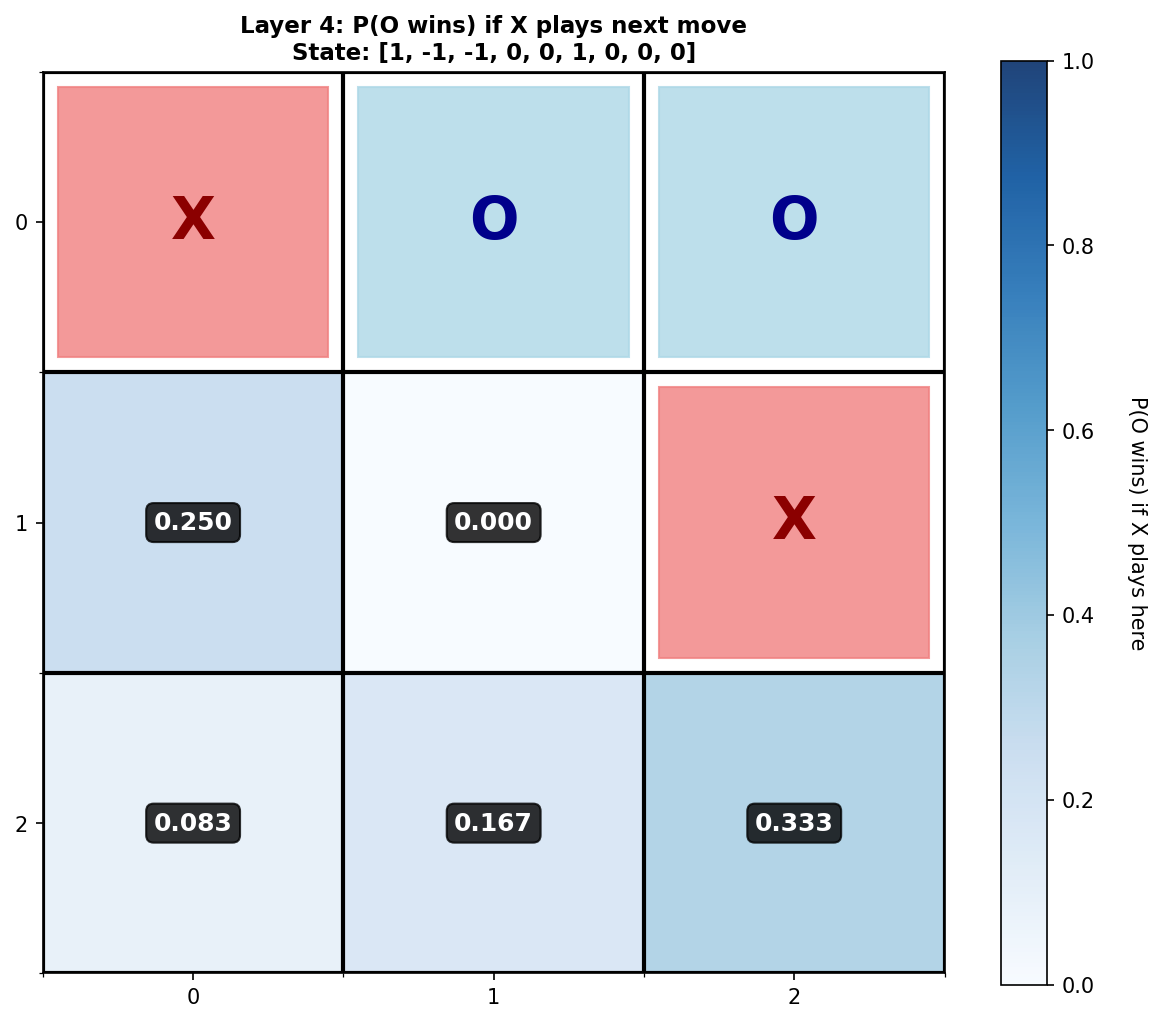 Layer 4: P(O wins) if X plays next move
State: [1, -1, -1, 0, 0, 1, 0, 0, 0]
0
X
O
O
1
0.250
0.000
X
2
0.083
0.167
0.333
0
1
2
1.0
0.8
0.6
0.4
0.2
0.0
P(O wins) if X plays here